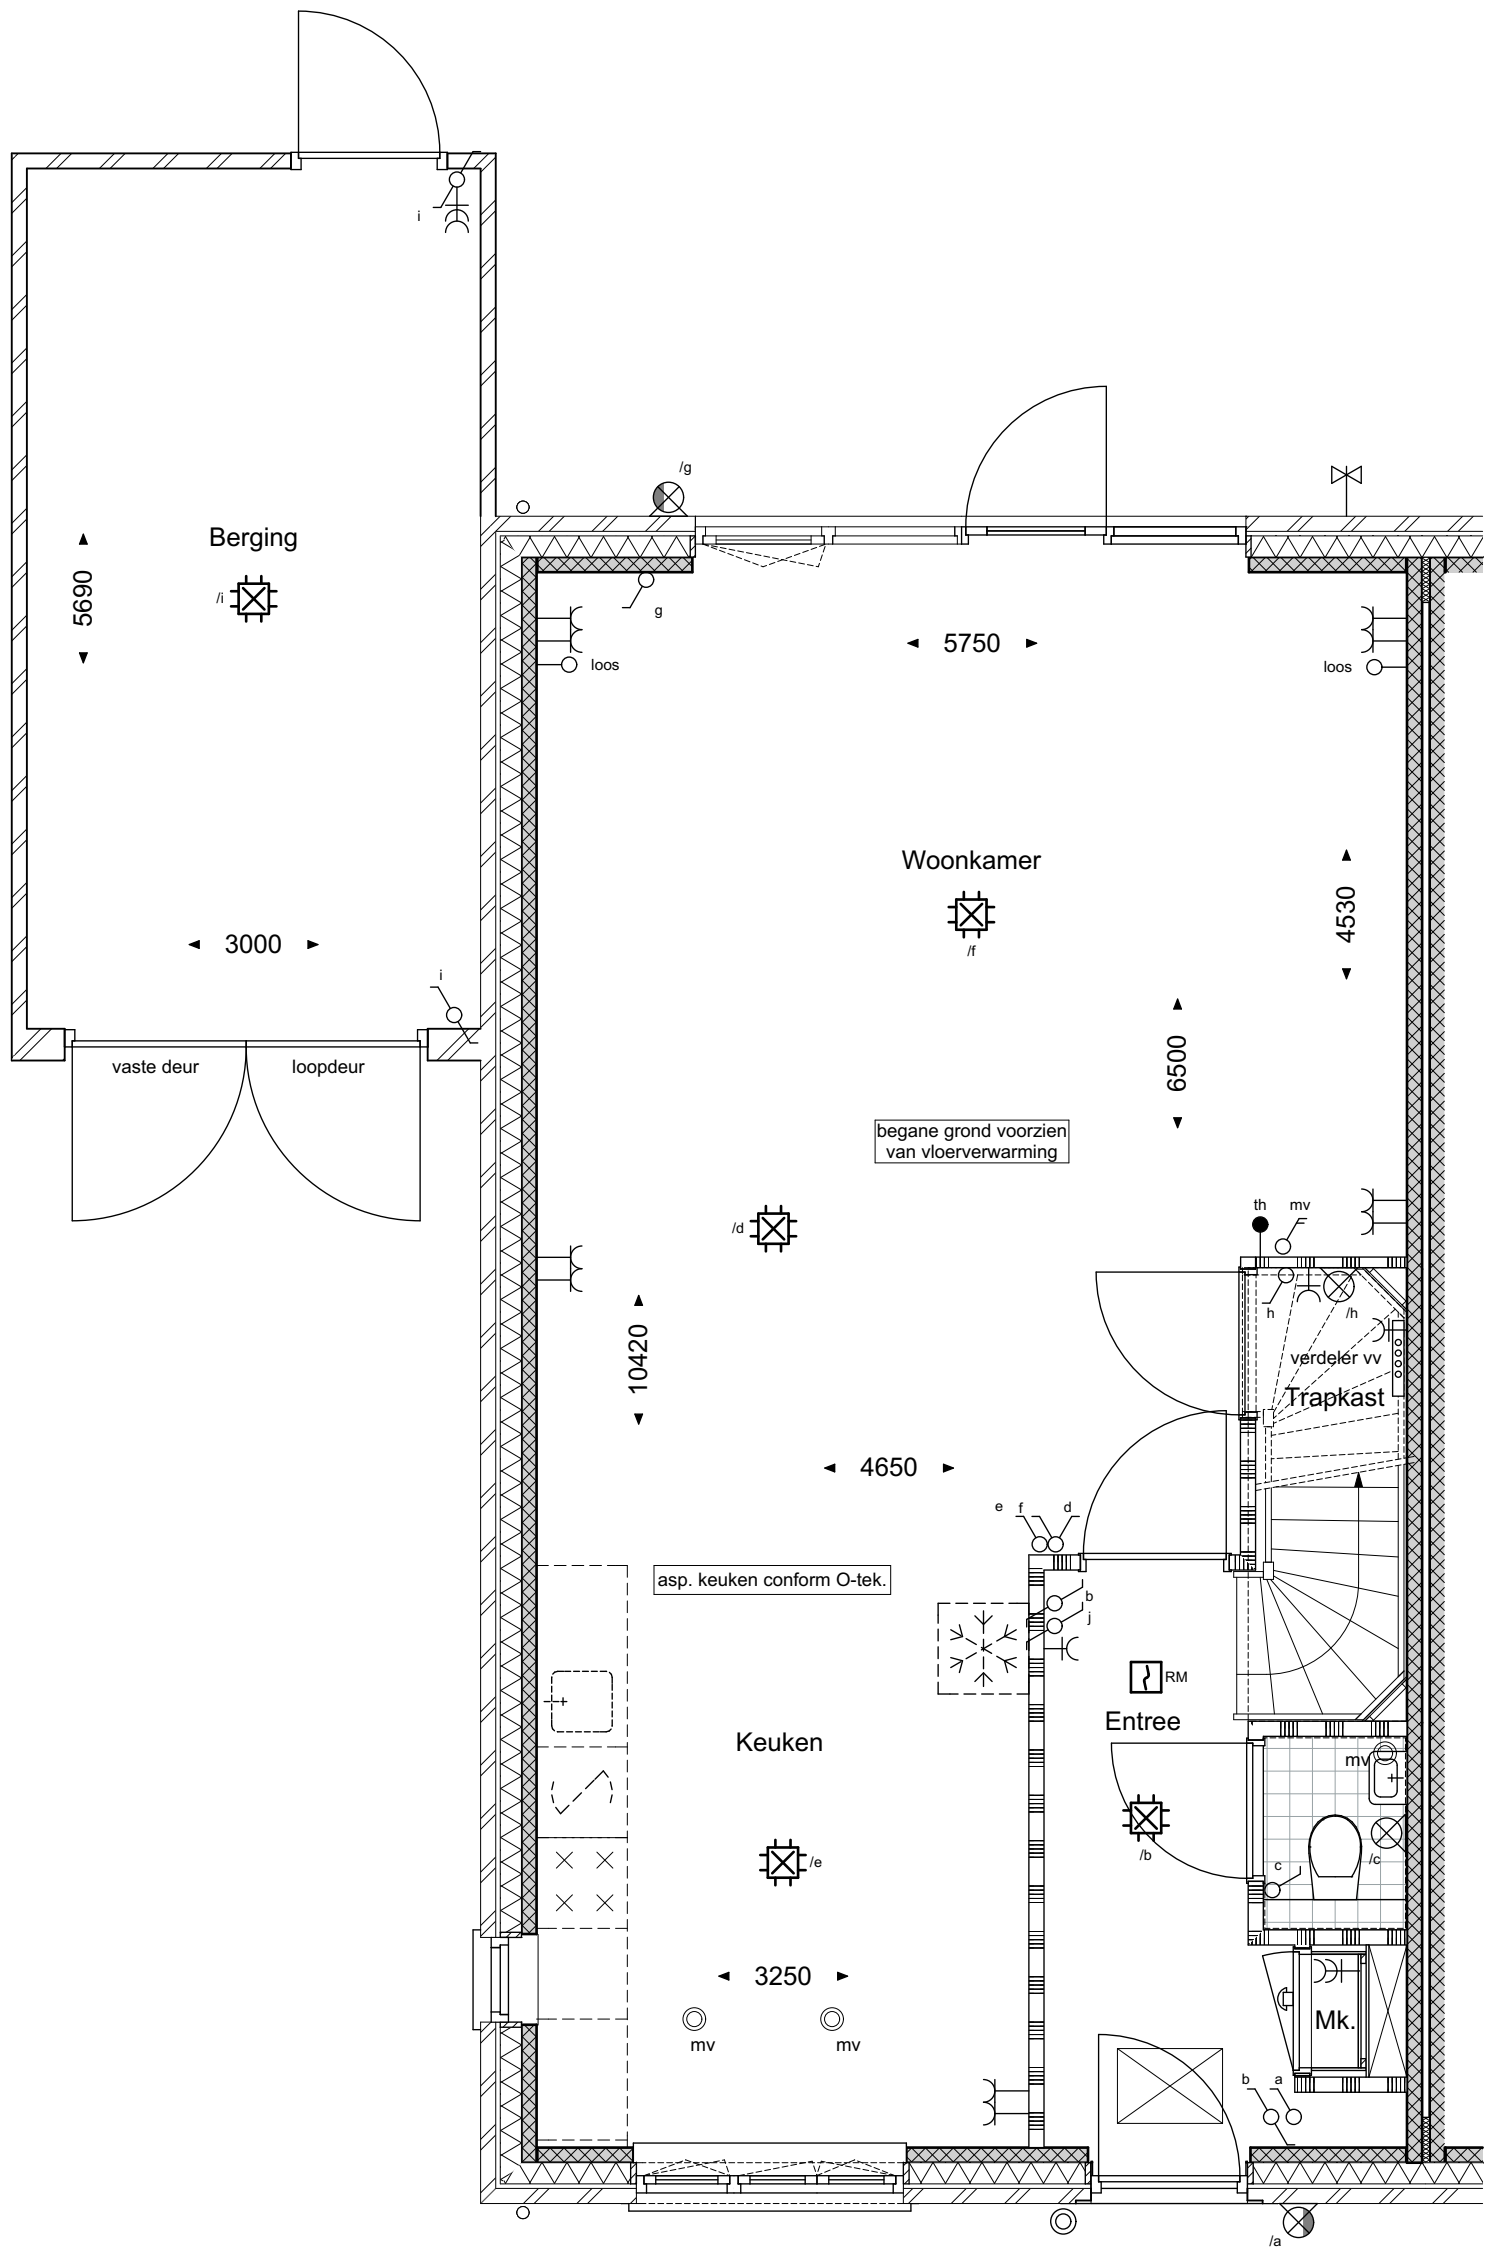 i
/g
Berging
/i
5690
g
loos
5750
loos
Woonkamer
/f
4530
3000
i
6500
vaste deur
loopdeur
begane grond voorzien
van vloerverwarming
/d
th
mv
h
/h
10420
verdeler vv
Trapkast
4650
e
f
d
asp. keuken conform O-tek.
b
j
RM
Entree
Keuken
mv
/b
/e
c
/c
3250
Mk.
mv
mv
b
a
/a